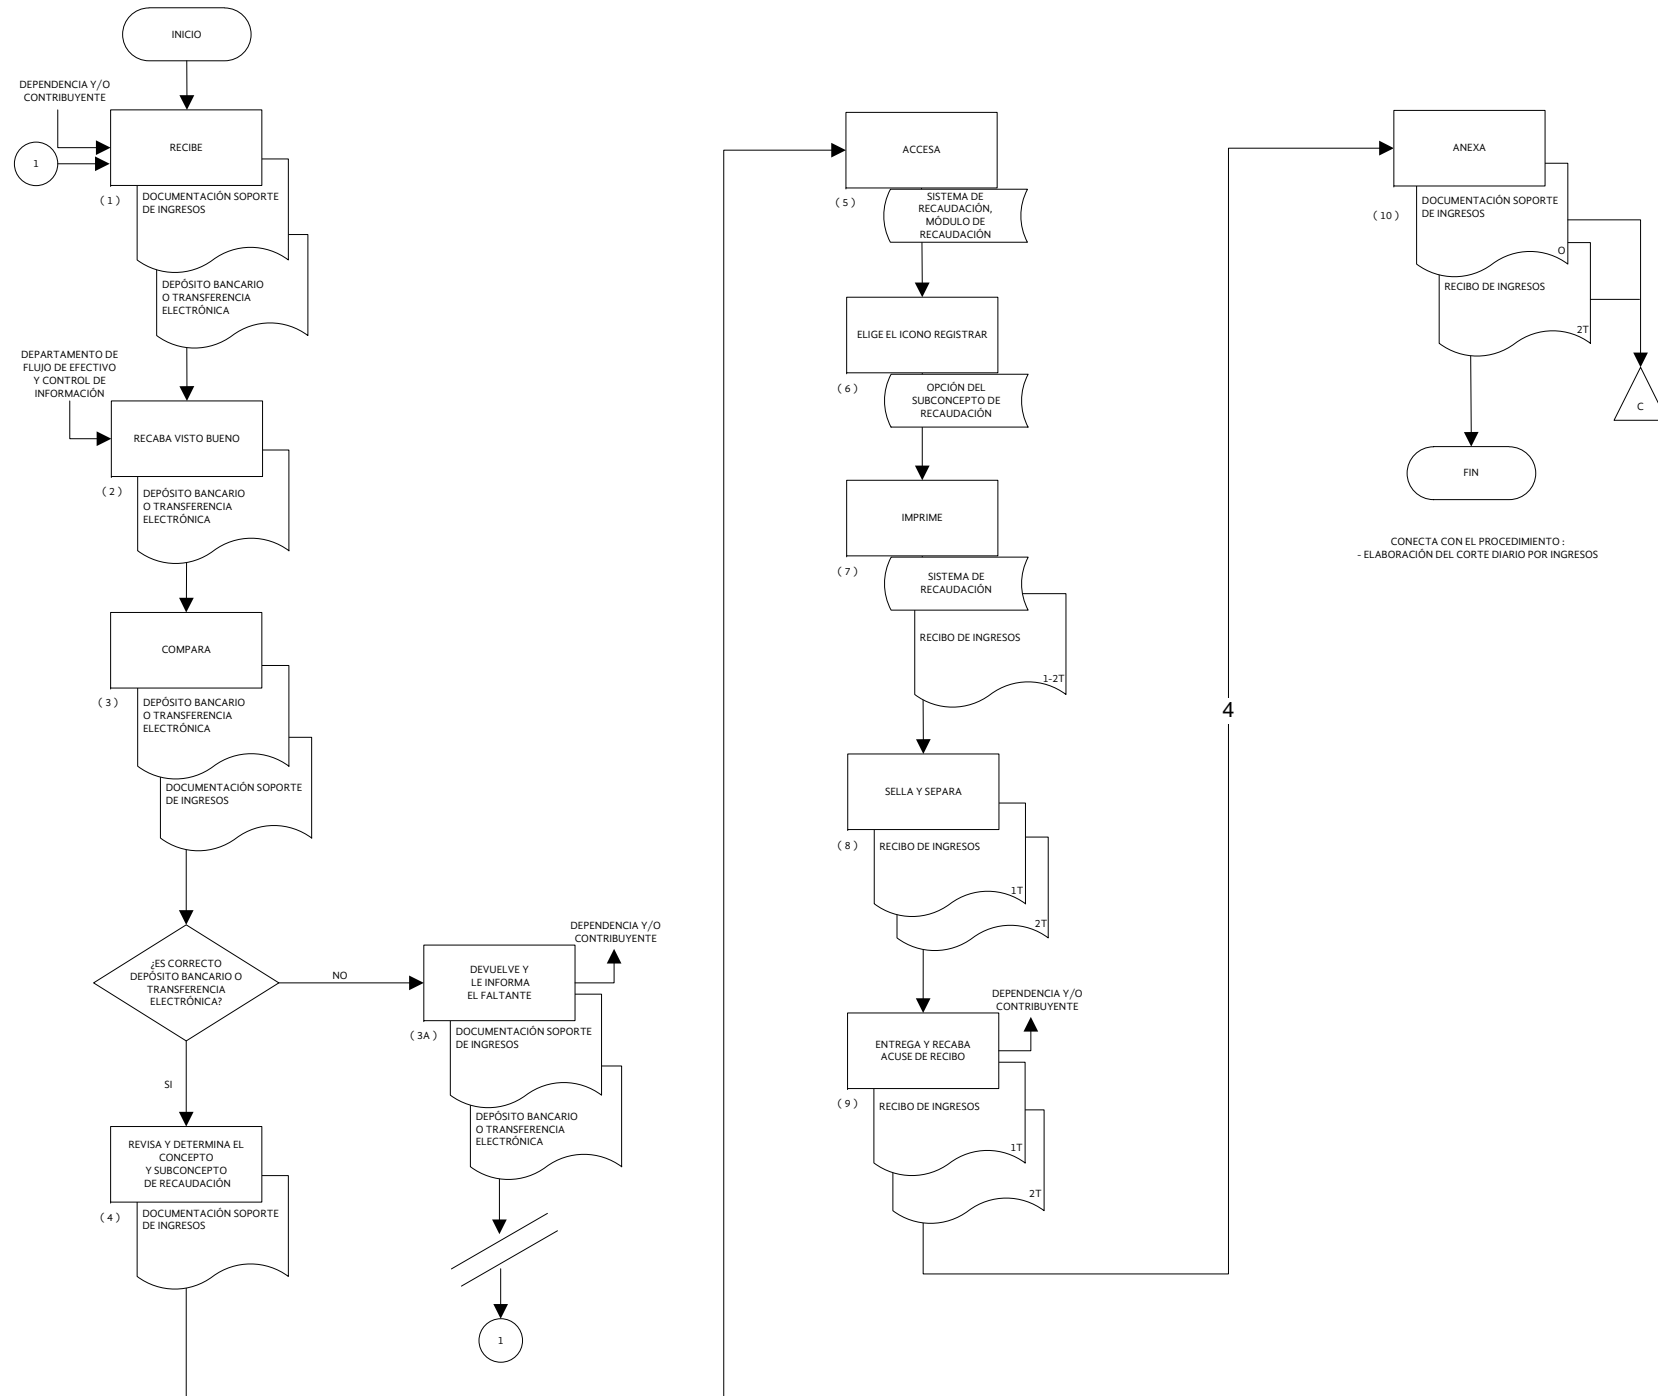 INICIO
DEPENDENCIA Y/O
CONTRIBUYENTE
RECIBE
1
( 1 )
DOCUMENTACIÓN SOPORTE
DE INGRESOS
DEPÓSITO BANCARIO
O TRANSFERENCIA
ELECTRÓNICA
DEPARTAMENTO DE
FLUJO DE EFECTIVO
Y CONTROL DE
INFORMACIÓN
RECABA VISTO BUENO
( 2 )
DEPÓSITO BANCARIO
O TRANSFERENCIA
ELECTRÓNICA
COMPARA
( 3 )
DEPÓSITO BANCARIO
O TRANSFERENCIA
ELECTRÓNICA
DOCUMENTACIÓN SOPORTE
DE INGRESOS
¿ES CORRECTO
DEPÓSITO BANCARIO O
TRANSFERENCIA
ELECTRÓNICA?
NO
SI
DEPENDENCIA Y/O
CONTRIBUYENTE
DEVUELVE Y
LE INFORMA
EL FALTANTE
( 3A )
DOCUMENTACIÓN SOPORTE
DE INGRESOS
DEPÓSITO BANCARIO
O TRANSFERENCIA
ELECTRÓNICA
1
REVISA Y DETERMINA EL
CONCEPTO
Y SUBCONCEPTO
DE RECAUDACIÓN
( 4 )
DOCUMENTACIÓN SOPORTE
DE INGRESOS
ACCESA
( 5 )
SISTEMA DE
RECAUDACIÓN,
MÓDULO DE
RECAUDACIÓN
ELIGE EL ICONO REGISTRAR
( 6 )
OPCIÓN DEL
SUBCONCEPTO DE
RECAUDACIÓN
IMPRIME
( 7 )
SISTEMA DE
RECAUDACIÓN
RECIBO DE INGRESOS
1-2T
SELLA Y SEPARA
( 8 )
RECIBO DE INGRESOS
1T
2T
DEPENDENCIA Y/O
CONTRIBUYENTE
ENTREGA Y RECABA
ACUSE DE RECIBO
( 9 )
RECIBO DE INGRESOS
1T
2T
4
ANEXA
( 10 )
DOCUMENTACIÓN SOPORTE
DE INGRESOS
O
RECIBO DE INGRESOS
2T
C
FIN
CONECTA CON EL PROCEDIMIENTO :
- ELABORACIÓN DEL CORTE DIARIO POR INGRESOS